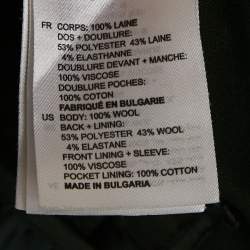 FR CORPS: 100% LAINE
DOS + DOUBLURE:
53% POLYESTER 43% LAINE
4% ELASTHANNE
DOUBLURE DEVANT + MANCHE:
100% VISCOSE
DOUBLURE POCHES:
100% COTON
FABRIQUÉ EN BULGARIE
US BODY: 100% WOOL
BACK + LINING:
53% POLYESTER 43% WOOL
4% ELASTANE
FRONT LINING + SLEEVE:
100% VISCOSE
POCKET LINING: 100% COTTON
MADE IN BULGARIA